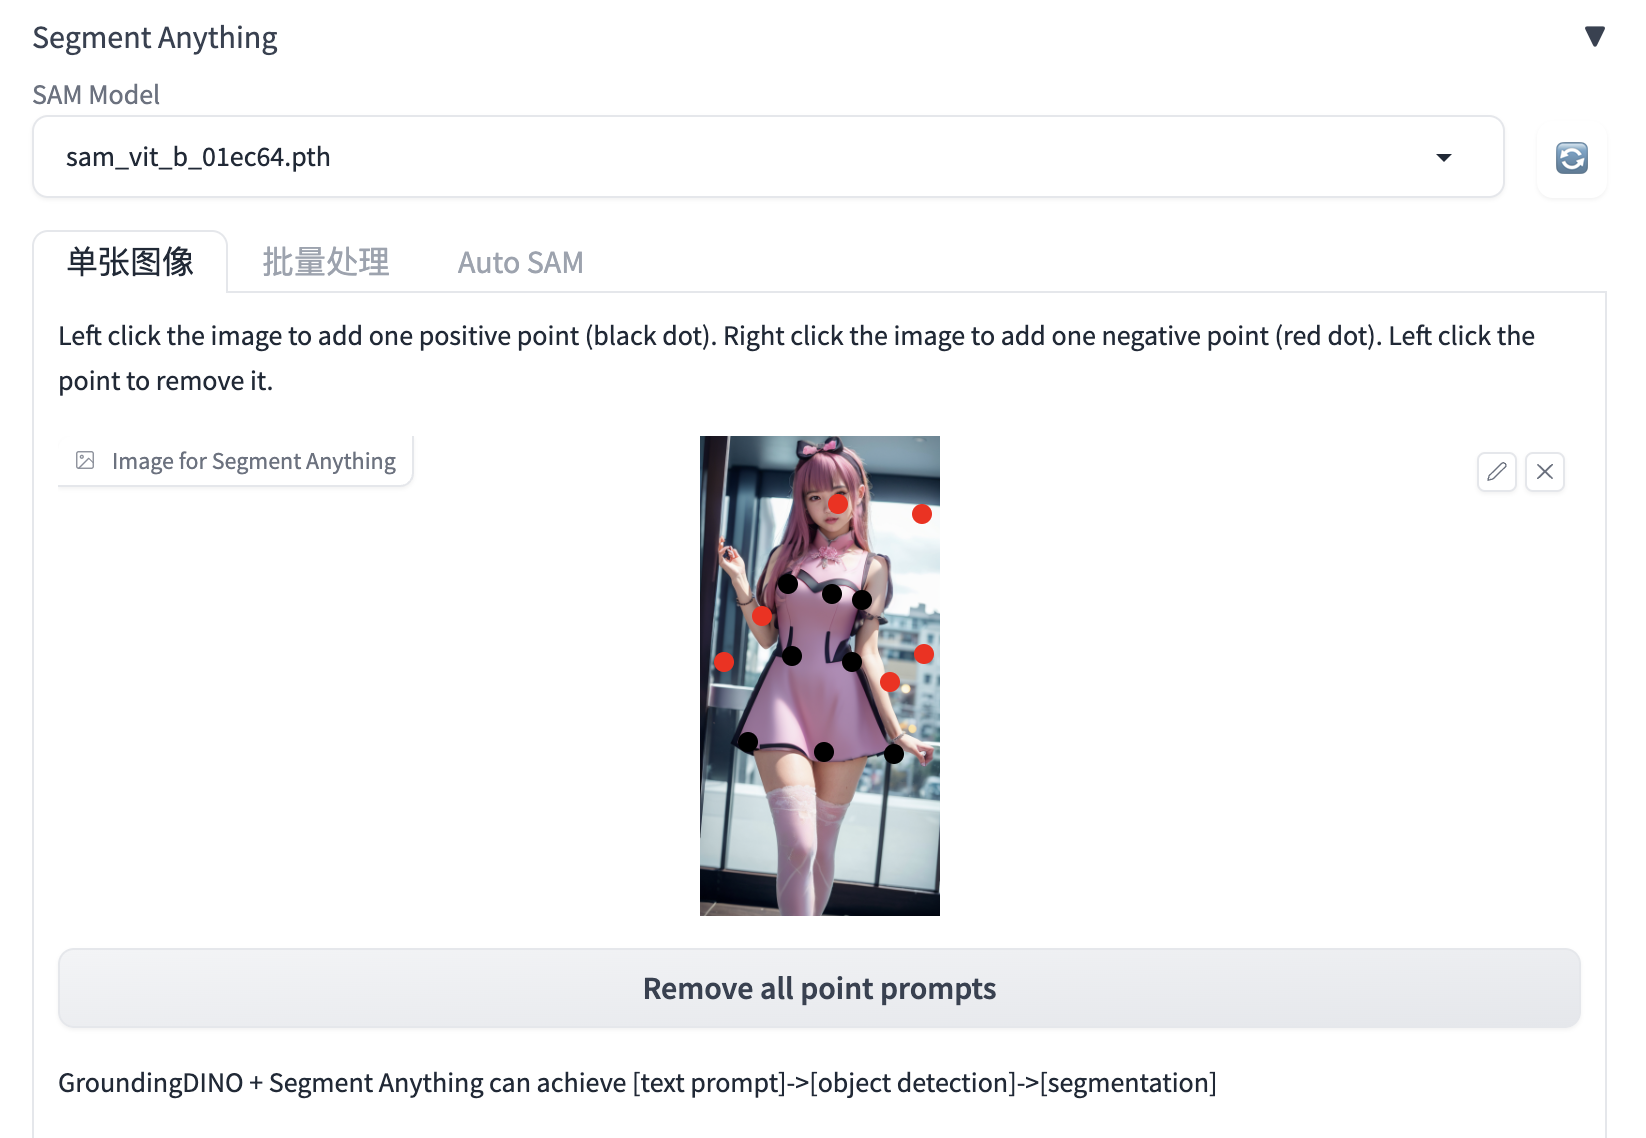 Segment Anything
SAM Model
sam_vit_b_01ec64.pth
单张图像
批量处理
Auto SAM
Left click the image to add one positive point (black dot). Right click the image to add one negative point (red dot). Left click the
point to remove it.
Image for Segment Anything
Remove all point prompts
GroundingDINO + Segment Anything can achieve [text prompt]->[object detection]->[segmentation]